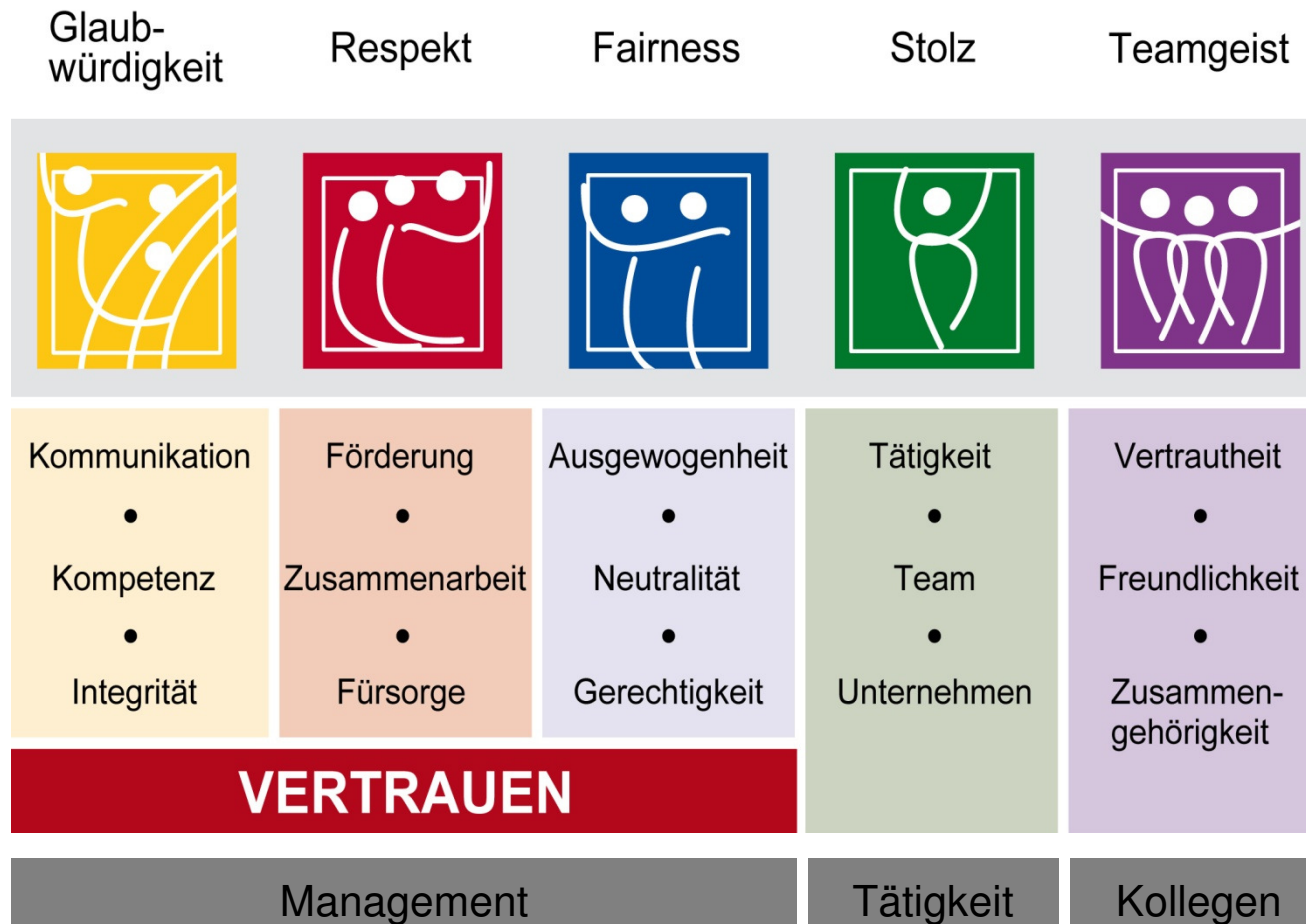 Glaub-
würdigkeit
Respekt
Fairness
Stolz
Teamgeist
Kommunikation
•
Kompetenz
•
Integrität
Förderung
•
Zusammenarbeit
•
Fürsorge
Ausgewogenheit
•
Neutralität
•
Gerechtigkeit
Tätigkeit
•
Team
•
Unternehmen
Vertrautheit
•
Freundlichkeit
•
Zusammen-
gehörigkeit
VERTRAUEN
Management
Tätigkeit
Kollegen